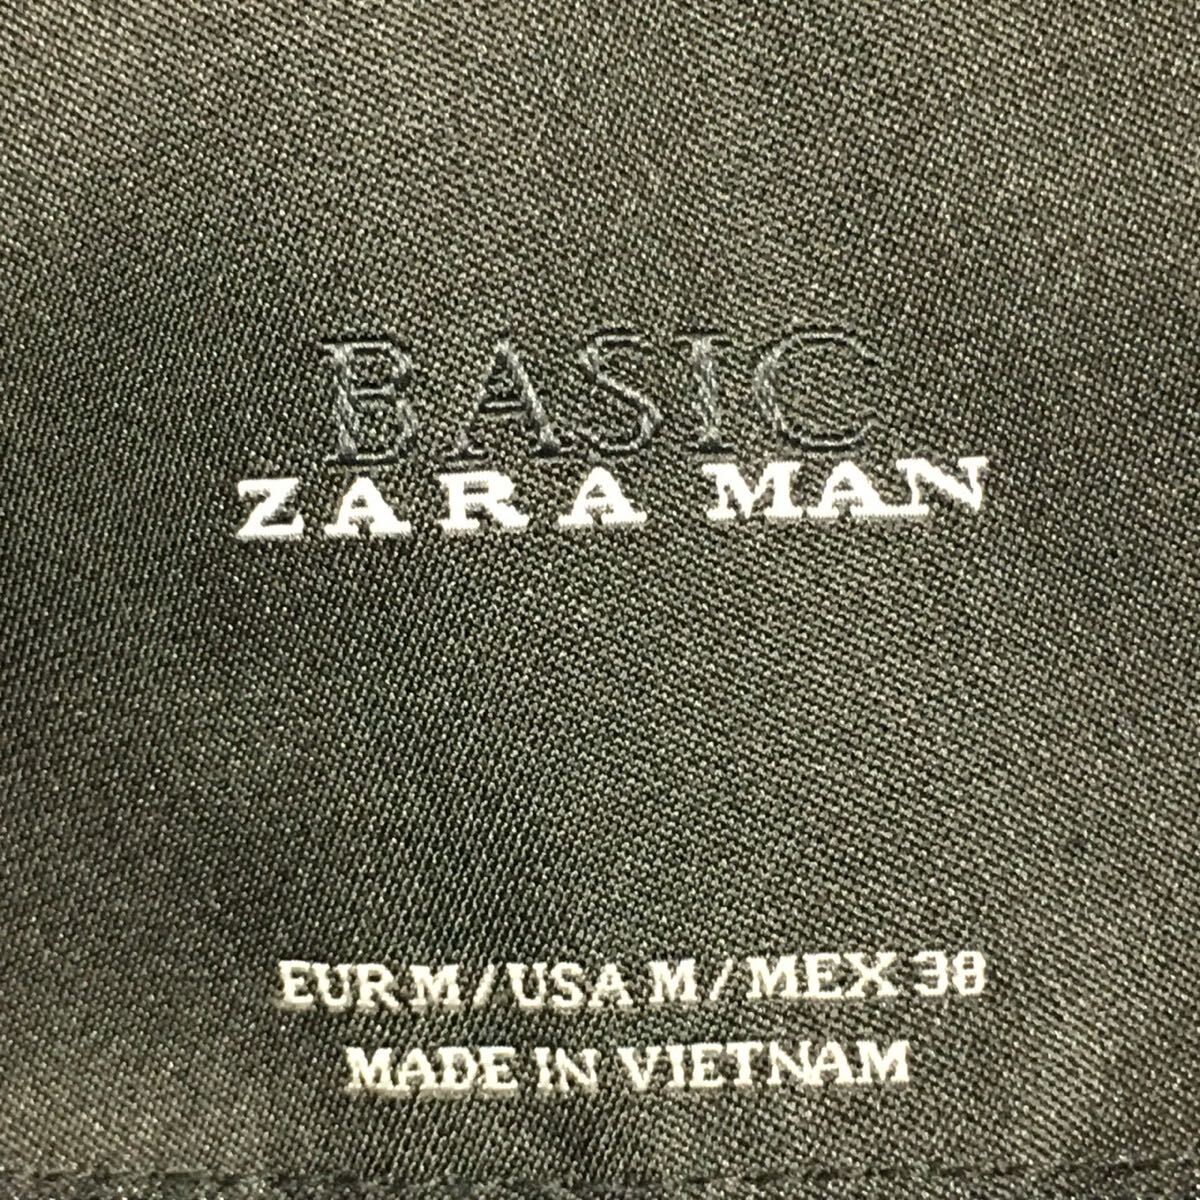 BASIC
ZARA MAN
EUR M / USA M / MEX 38
MADE IN VIETNAM